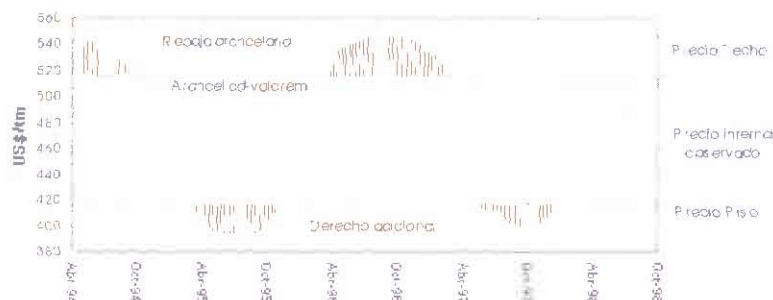 560
540
520
500
480
460
440
420
400
380
US$/tm
Rebaja arancelaria
Arancel ad-valorem
Derecho adicional
Precio Techo
Precio interna
observado
Precio Piso
Abr-94
Oct-94
Abr-95
Oct-95
Abr-96
Oct-96
Abr-97
Oct-97
Abr-98
Oct-98